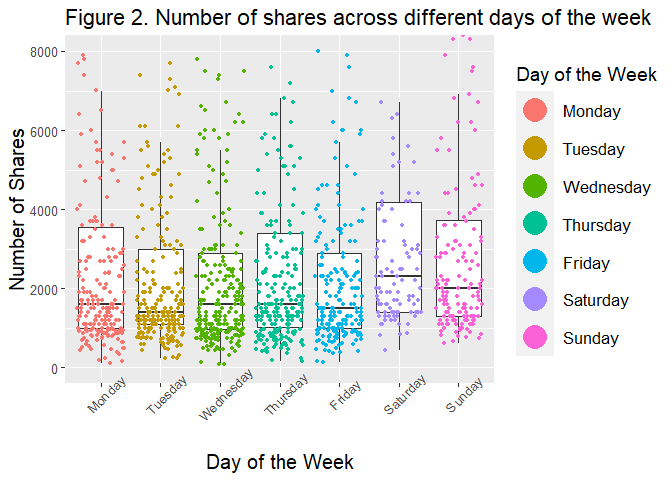 Figure 2. Number of shares across different days of the week
8000
6000
4000
2000
0
Number of Shares
Monday
Tuesday
Wednesday
Thursday
Friday
Saturday
Sunday
Day of the Week
Day of the Week
Monday
Tuesday
Wednesday
Thursday
Friday
Saturday
Sunday